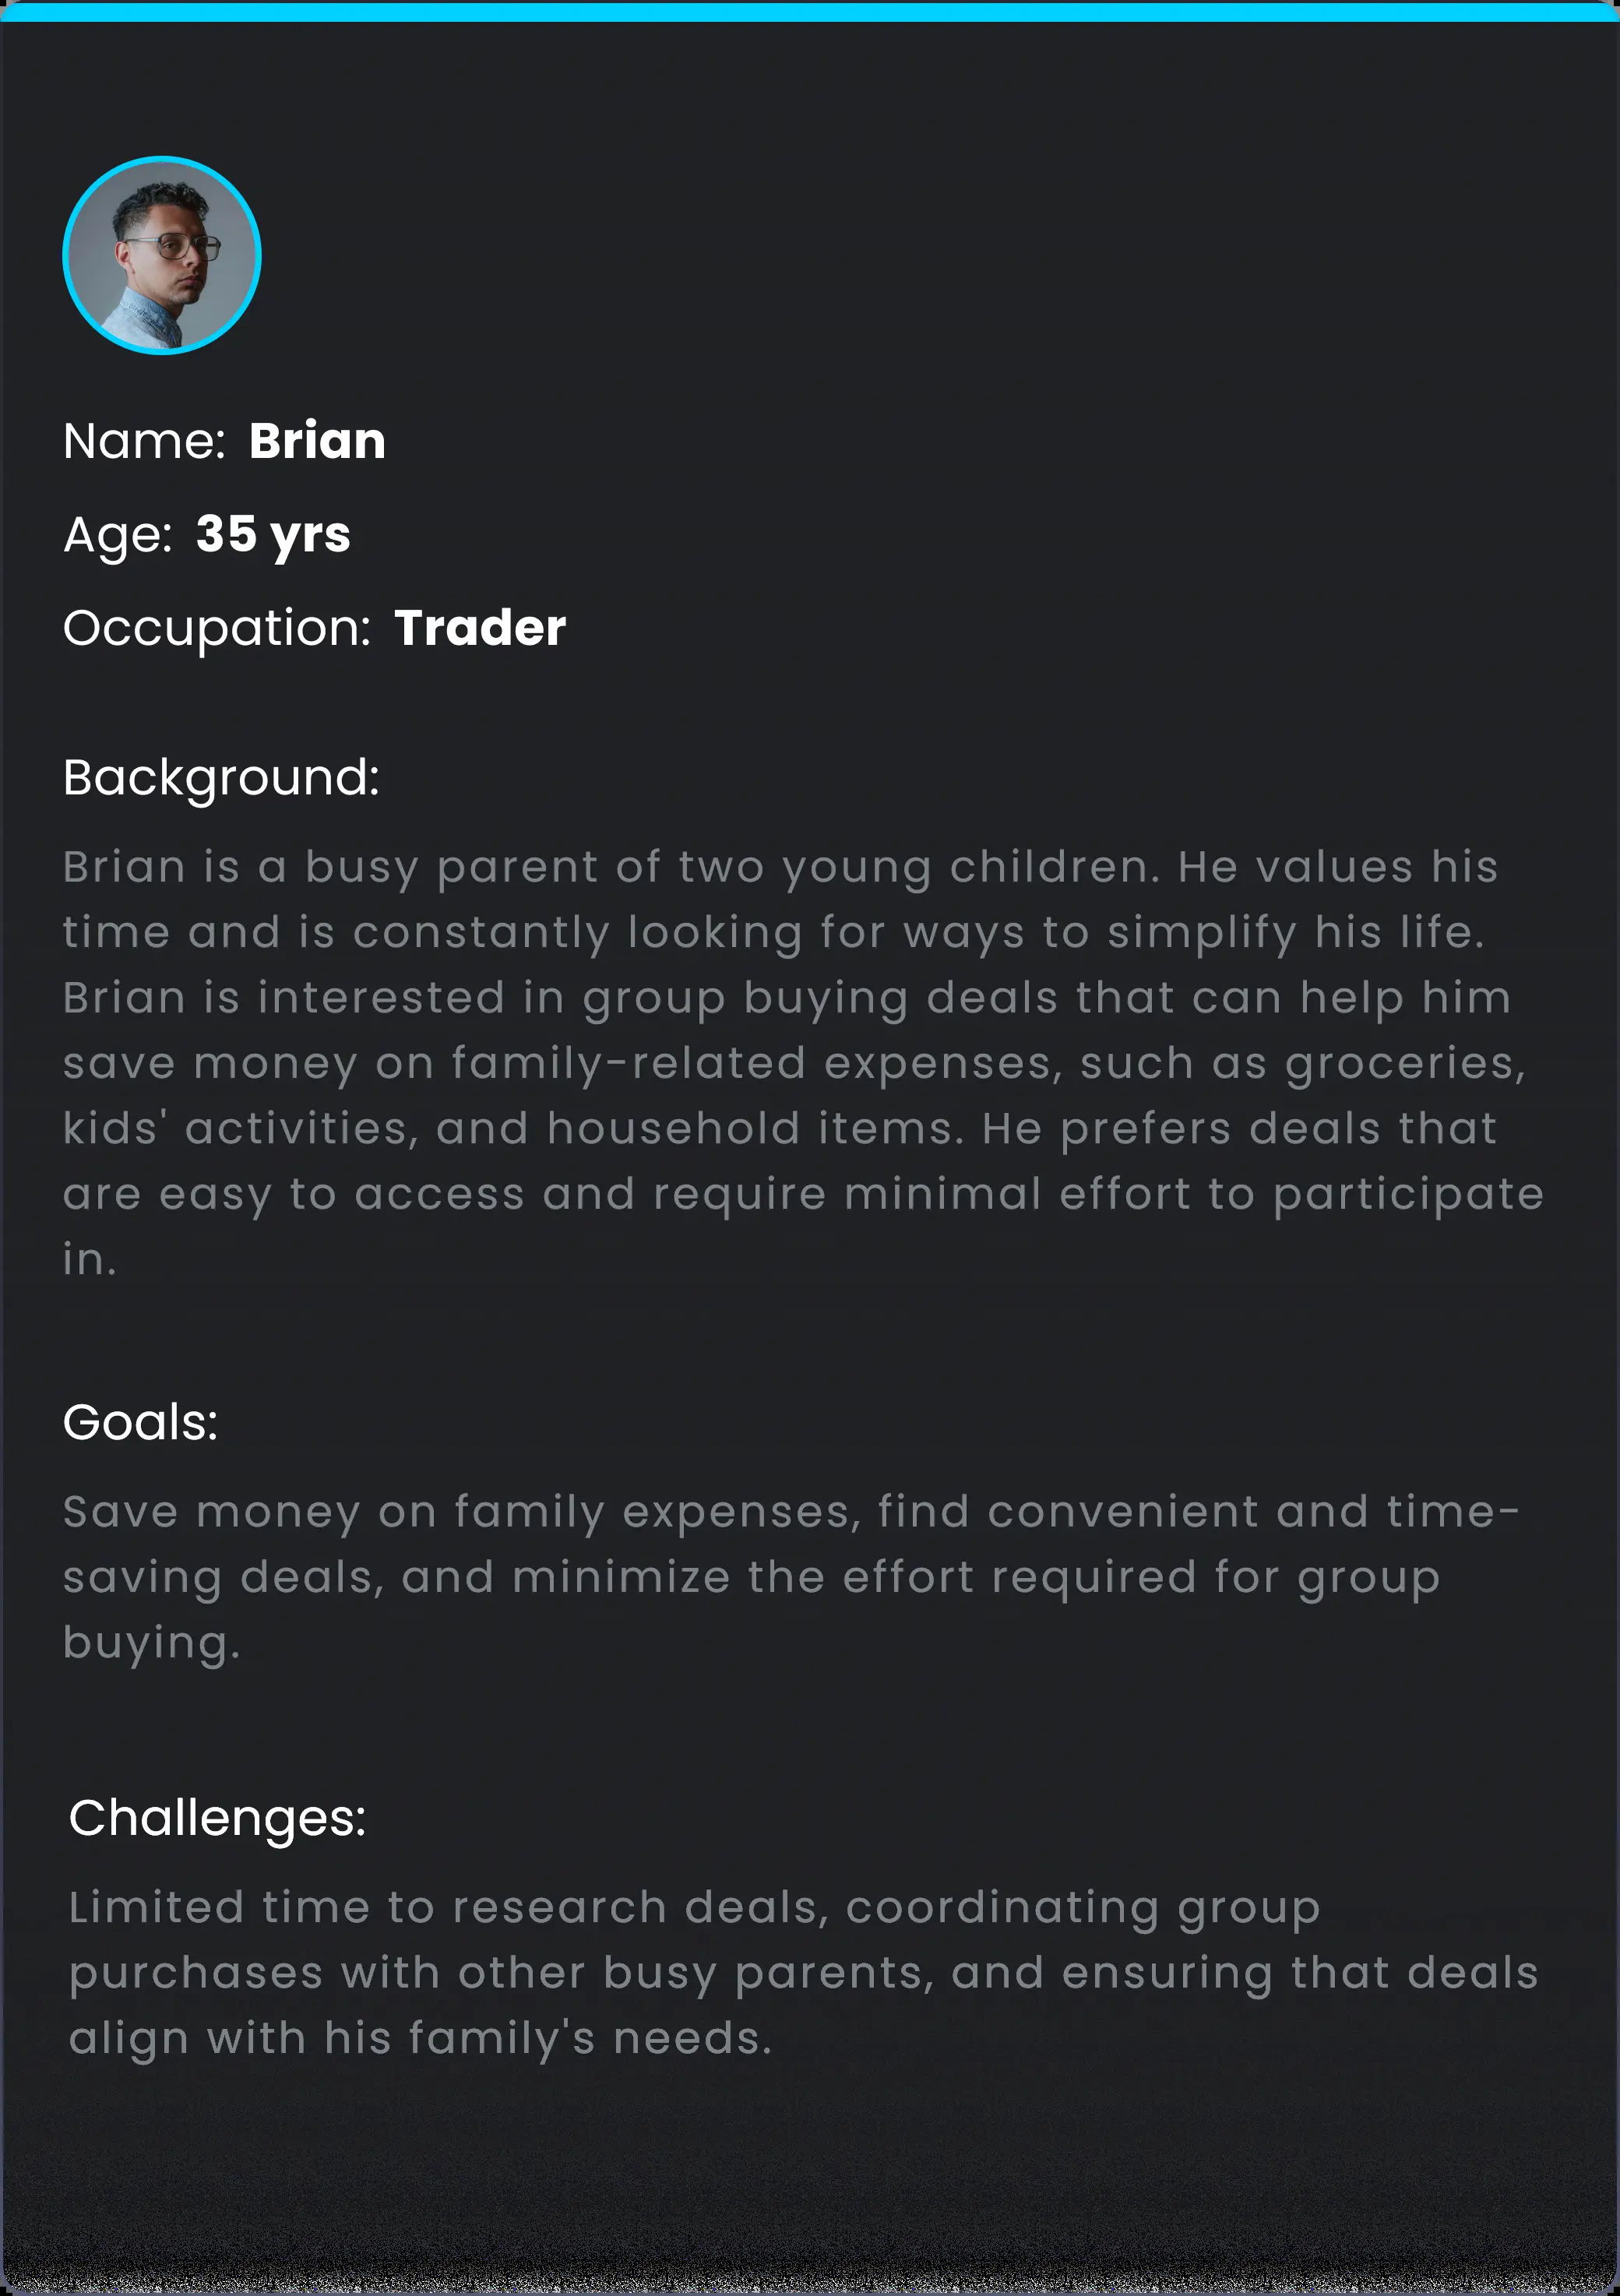 Name: Brian
Age: 35 yrs
Occupation: Trader
Background:
Brian is a busy parent of two young children. He values his
time and is constantly looking for ways to simplify his life.
Brian is interested in group buying deals that can help him
save money on family-related expenses, such as groceries,
kids' activities, and household items. He prefers deals that
are easy to access and require minimal effort to participate
in.
Goals:
Save money on family expenses, find convenient and time-
saving deals, and minimize the effort required for group
buying.
Challenges:
Limited time to research deals, coordinating group
purchases with other busy parents, and ensuring that deals
align with his family's needs.